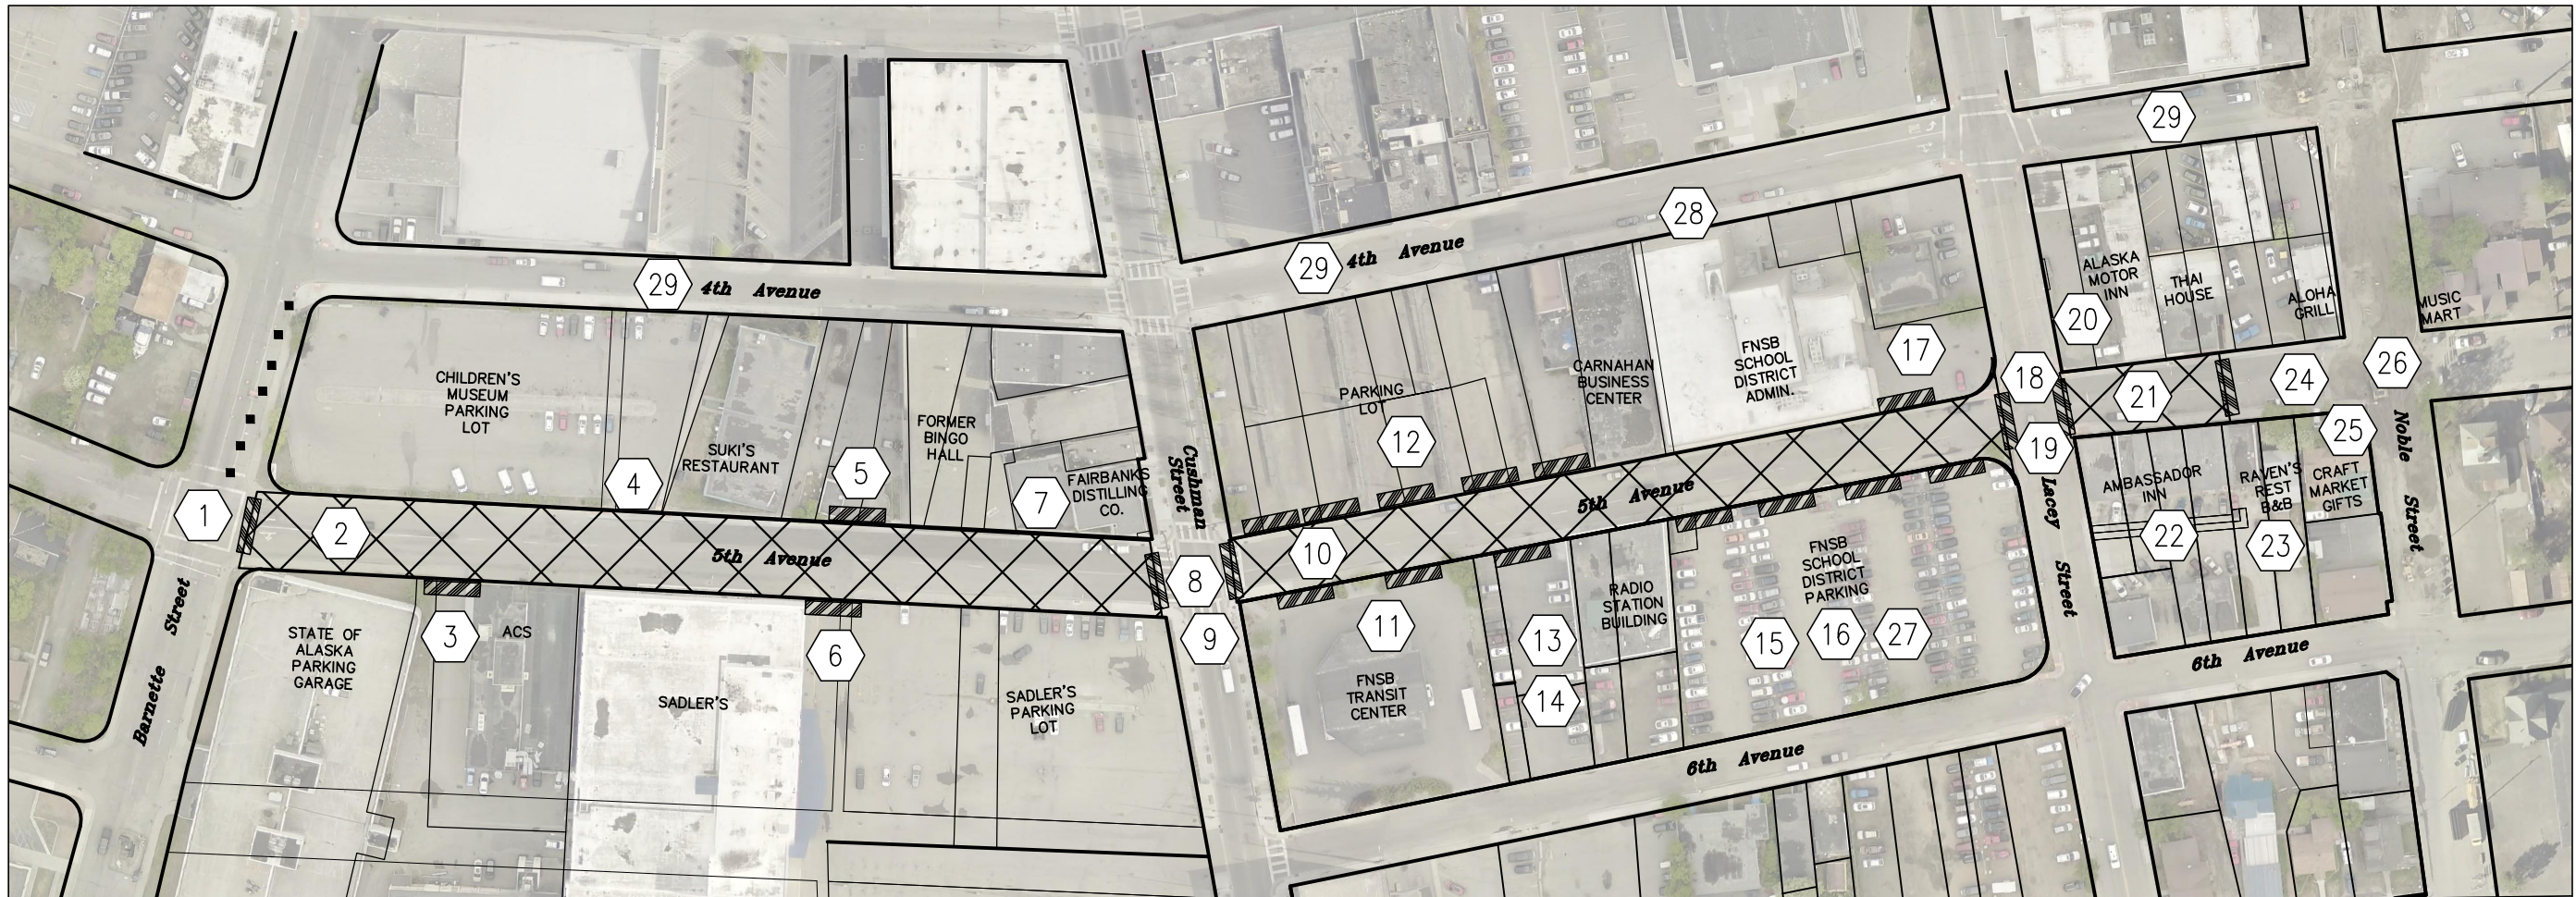 29
28
29
4th Avenue
29
4th Avenue
ALASKA
MOTOR
INN
THAI
HOUSE
ALOHA
GRILL
MUSIC
MART
20
17
18
26
24
21
CHILDREN'S
MUSEUM
PARKING
LOT
SUKI'S
RESTAURANT
FORMER
BINGO
HALL
FAIRBANKS
DISTILLING
CO.
4
5
7
Cushman
Street
PARKING
LOT
12
CARNAHAN
BUSINESS
CENTER
FNSB
SCHOOL
DISTRICT
ADMIN.
19
25
Noble Street
AMBASSADOR
INN
RAVEN'S
REST
B&B
CRAFT
MARKET
GIFTS
22
23
Lacey Street
1
2
5th Avenue
8
10
5th Avenue
Barnette Street
STATE OF
ALASKA
PARKING
GARAGE
3
ACS
SADLER'S
6
SADLER'S
PARKING
LOT
9
11
FNSB
TRANSIT
CENTER
13
14
RADIO
STATION
BUILDING
FNSB
SCHOOL
DISTRICT
PARKING
15
16
27
6th Avenue
6th Avenue